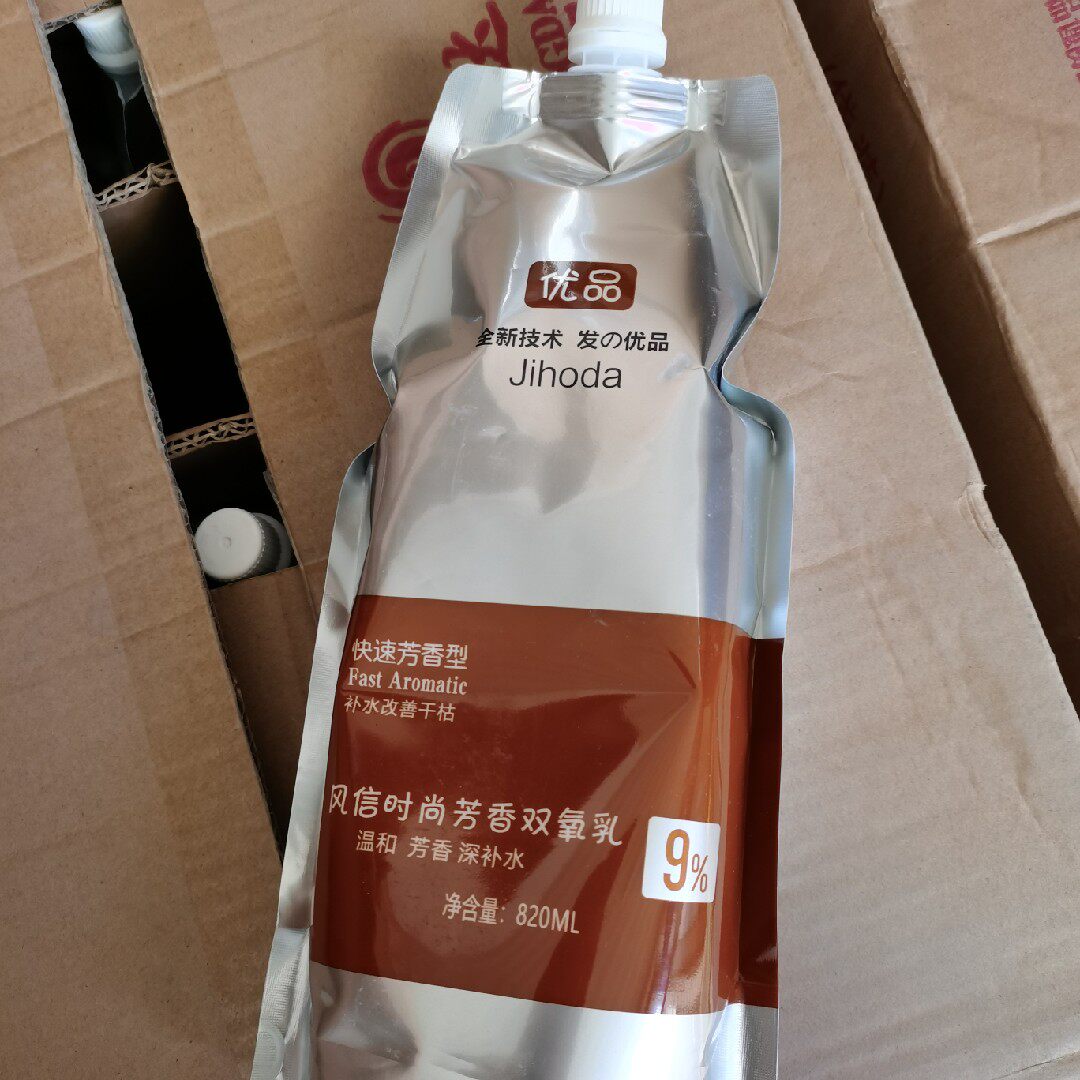 优品
全新技术 发の优品
Jihoda
快速芳香型
Fast Aromatic
补水改善干枯
风信时尚芳香双氧乳
温和 芳香 深补水
9%
净含量：820ML